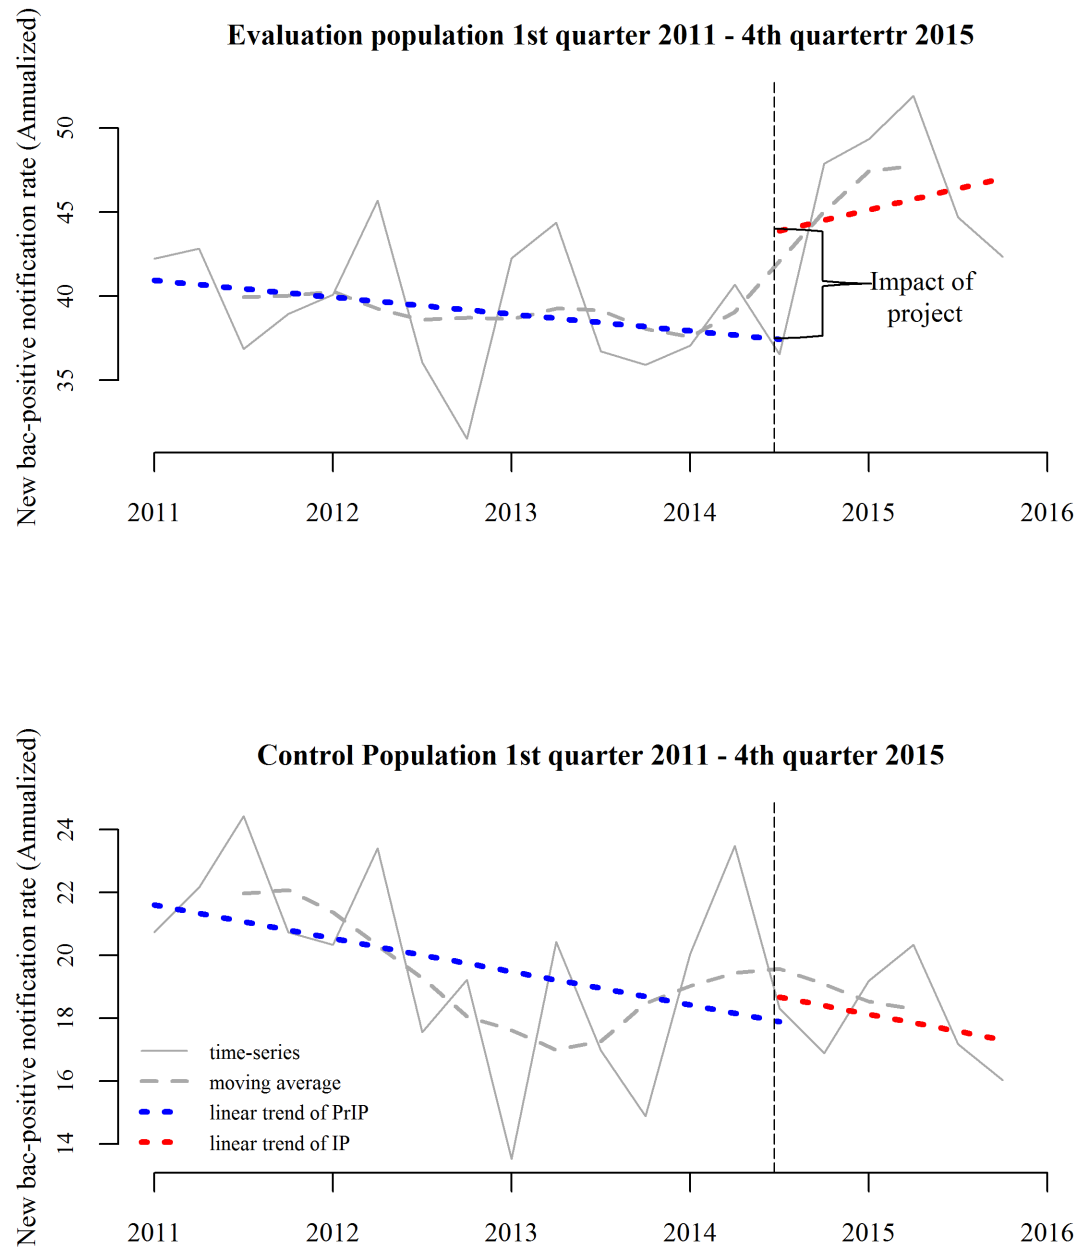 Evaluation population 1st quarter 2011 - 4th quartertr 2015
New bac-positive notification rate (Annualized)
50
45
40
35
Impact of
project
2011 2012 2013 2014 2015 2016
Control Population 1st quarter 2011 - 4th quarter 2015
New bac-positive notification rate (Annualized)
24
22
20
18
16
14
time-series
moving average
linear trend of PrIP
linear trend of IP
2011 2012 2013 2014 2015 2016